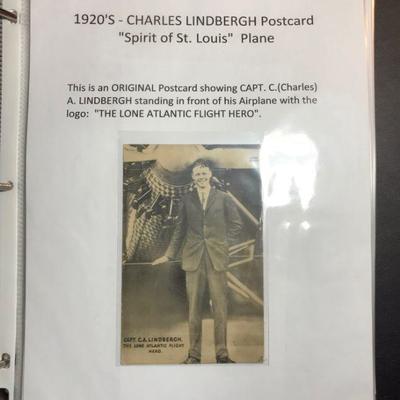 1920'S - CHARLES LINDBERGH Postcard
"Spirit of St. Louis" Plane
This is an ORIGINAL Postcard showing CAPT. C.(Charles)
A. LINDBERGH standing in front of his Airplane with the
logo: "THE LONE ATLANTIC FLIGHT HERO".
CAPT. C.A. LINDBERGH,
THE LONE ATLANTIC FLIGHT
HERO.